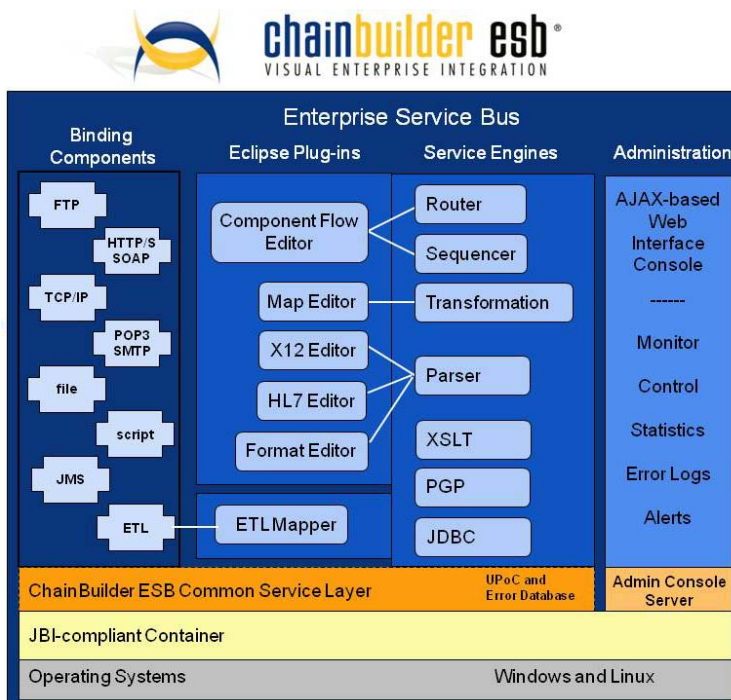 chainbuilder esb®
VISUAL ENTERPRISE INTEGRATION
Enterprise Service Bus
Binding
Components
Eclipse Plug-ins
Service Engines
Administration
FTP
HTTP/S
SOAP
TCP/IP
POP3
SMTP
file
script
JMS
ETL
Component Flow
Editor
Map Editor
X12 Editor
HL7 Editor
Format Editor
ETL Mapper
Router
Sequencer
Transformation
Parser
XSLT
PGP
JDBC
AJAX-based
Web
Interface
Console
------
Monitor
Control
Statistics
Error Logs
Alerts
ChainBuilder ESB Common Service Layer
UPoC and
Error Database
Admin Console
Server
JBI-compliant Container
Operating Systems
Windows and Linux